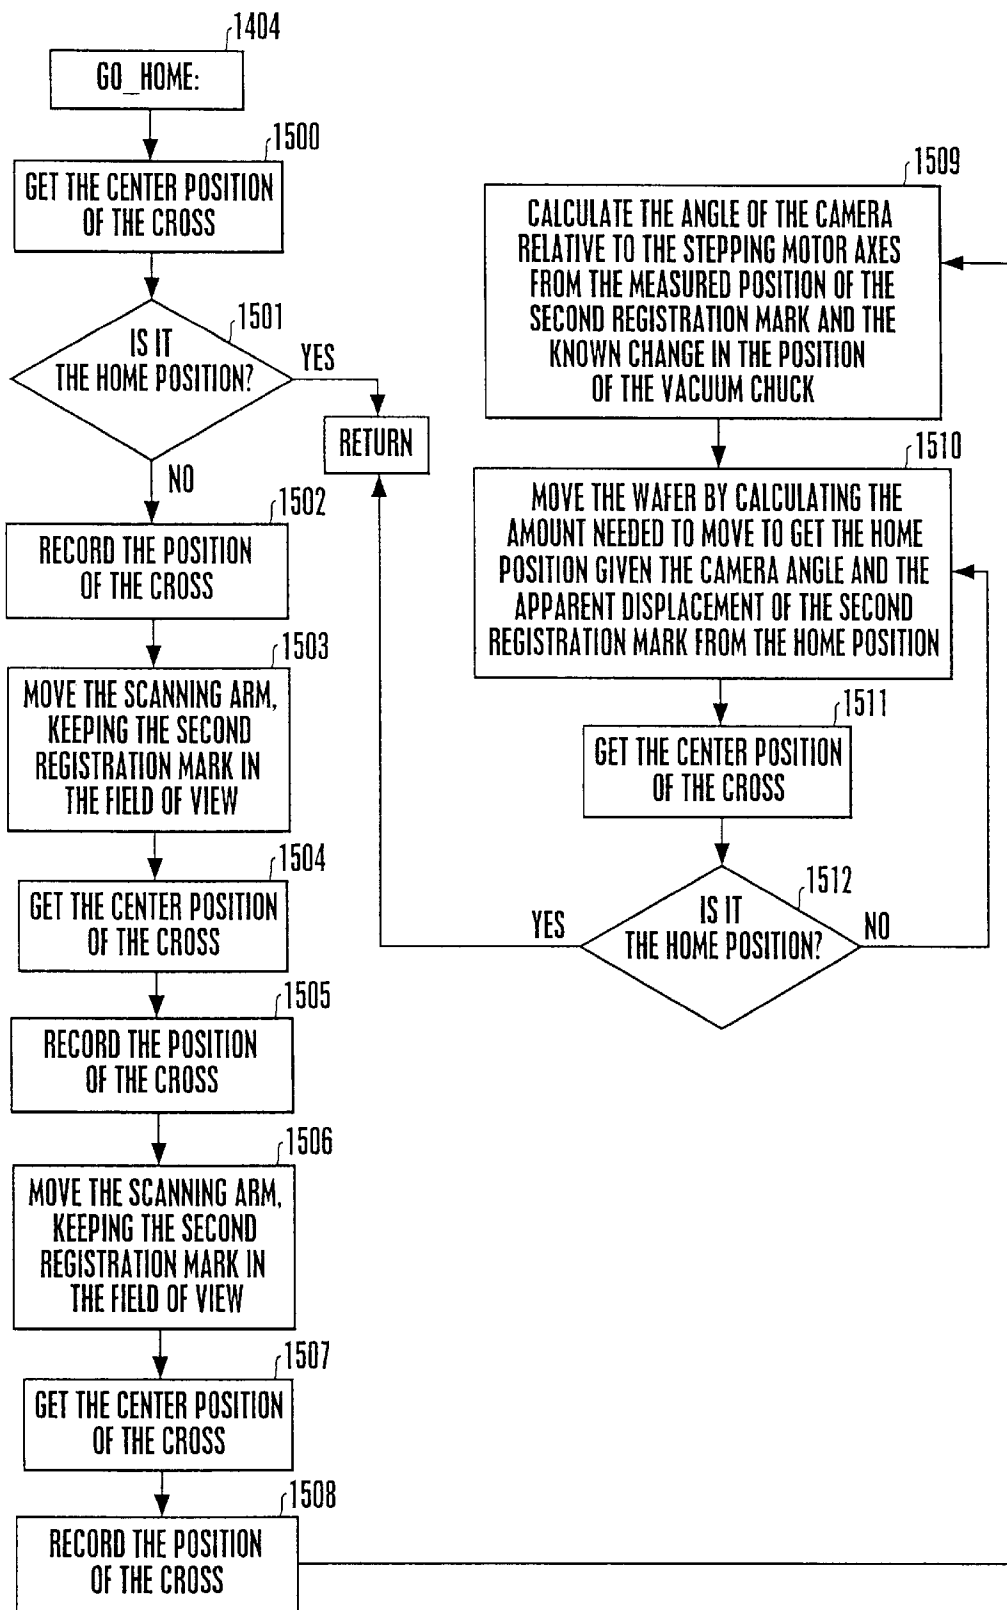 1404
GO_HOME:
1500
GET THE CENTER POSITION
OF THE CROSS
1501
IS IT
THE HOME POSITION?
YES
RETURN
NO
1502
RECORD THE POSITION
OF THE CROSS
1503
MOVE THE SCANNING ARM,
KEEPING THE SECOND
REGISTRATION MARK IN
THE FIELD OF VIEW
1504
GET THE CENTER POSITION
OF THE CROSS
1505
RECORD THE POSITION
OF THE CROSS
1506
MOVE THE SCANNING ARM,
KEEPING THE SECOND
REGISTRATION MARK IN
THE FIELD OF VIEW
1507
GET THE CENTER POSITION
OF THE CROSS
1508
RECORD THE POSITION
OF THE CROSS
1509
CALCULATE THE ANGLE OF THE CAMERA
RELATIVE TO THE STEPPING MOTOR AXES
FROM THE MEASURED POSITION OF THE
SECOND REGISTRATION MARK AND THE
KNOWN CHANGE IN THE POSITION
OF THE VACUUM CHUCK
1510
MOVE THE WAFER BY CALCULATING THE
AMOUNT NEEDED TO MOVE TO GET THE HOME
POSITION GIVEN THE CAMERA ANGLE AND THE
APPARENT DISPLACEMENT OF THE SECOND
REGISTRATION MARK FROM THE HOME POSITION
1511
GET THE CENTER POSITION
OF THE CROSS
1512
IS IT
THE HOME POSITION?
YES
NO